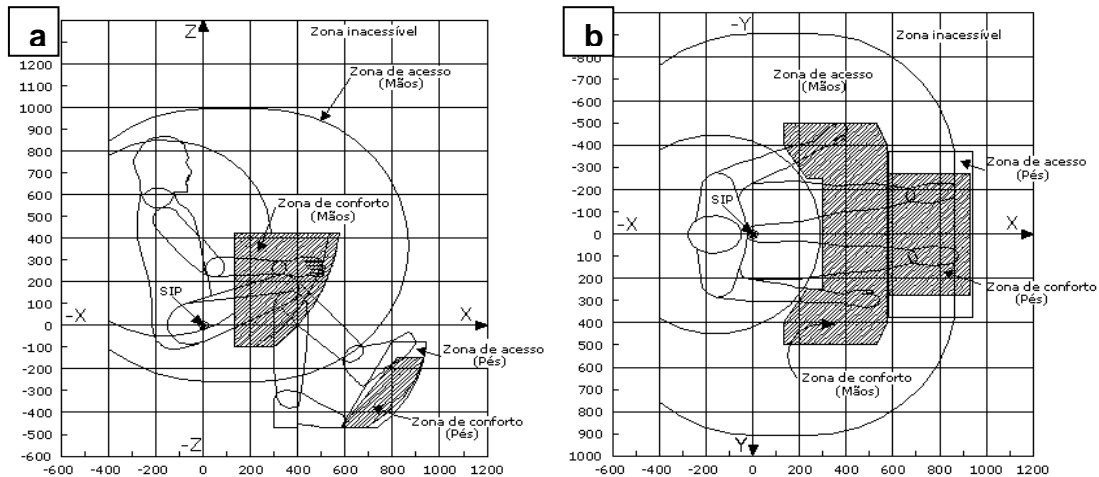 a
Z
Zona inacessível
Zona de acesso
(Mãos)
1200
1100
1000
900
800
700
600
500
400
300
200
100
0
-100
-200
-300
-400
-500
-600
Zona de conforto
(Mãos)
SIP
-X
X
Zona de acesso
(Pés)
Zona de conforto
(Pés)
-Z
-600 -400 -200 0 200 400 600 800 1000 1200
b
-Y
Zona inacessível
Zona de acesso
(Mãos)
-800
-700
-600
-500
-400
-300
-200
-100
0
100
200
300
400
500
600
700
800
900
1000
Zona de acesso
(Pés)
SIP
-X
X
Zona de conforto
(Pés)
Zona de conforto
(Mãos)
Y
-600 -400 -200 0 200 400 600 800 1000 1200